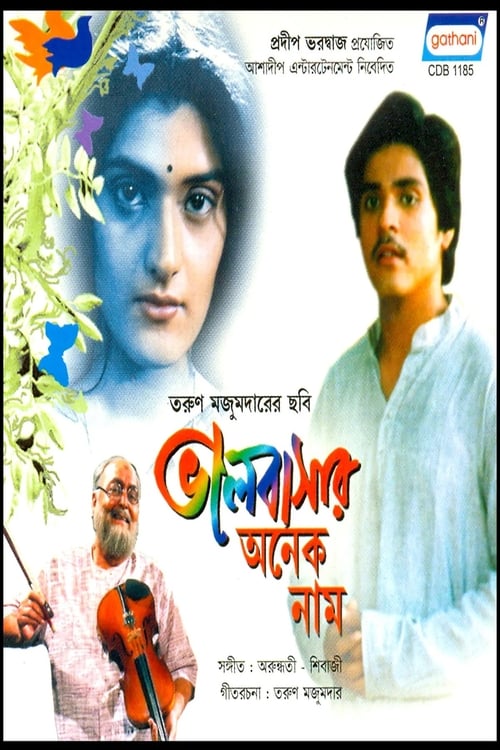 প্রদীপ ভরদ্বাজ প্রযোজিত
আশাদীপ এন্টারটেনমেন্ট নিবেদিত
gathani
®
CDB 1185
তরুণ মজুমদারের ছবি
ভালবাসার
অনেক
নাম
সঙ্গীত : অরুন্ধতী - শিবাজী
গীতরচনা : তরুণ মজুমদার